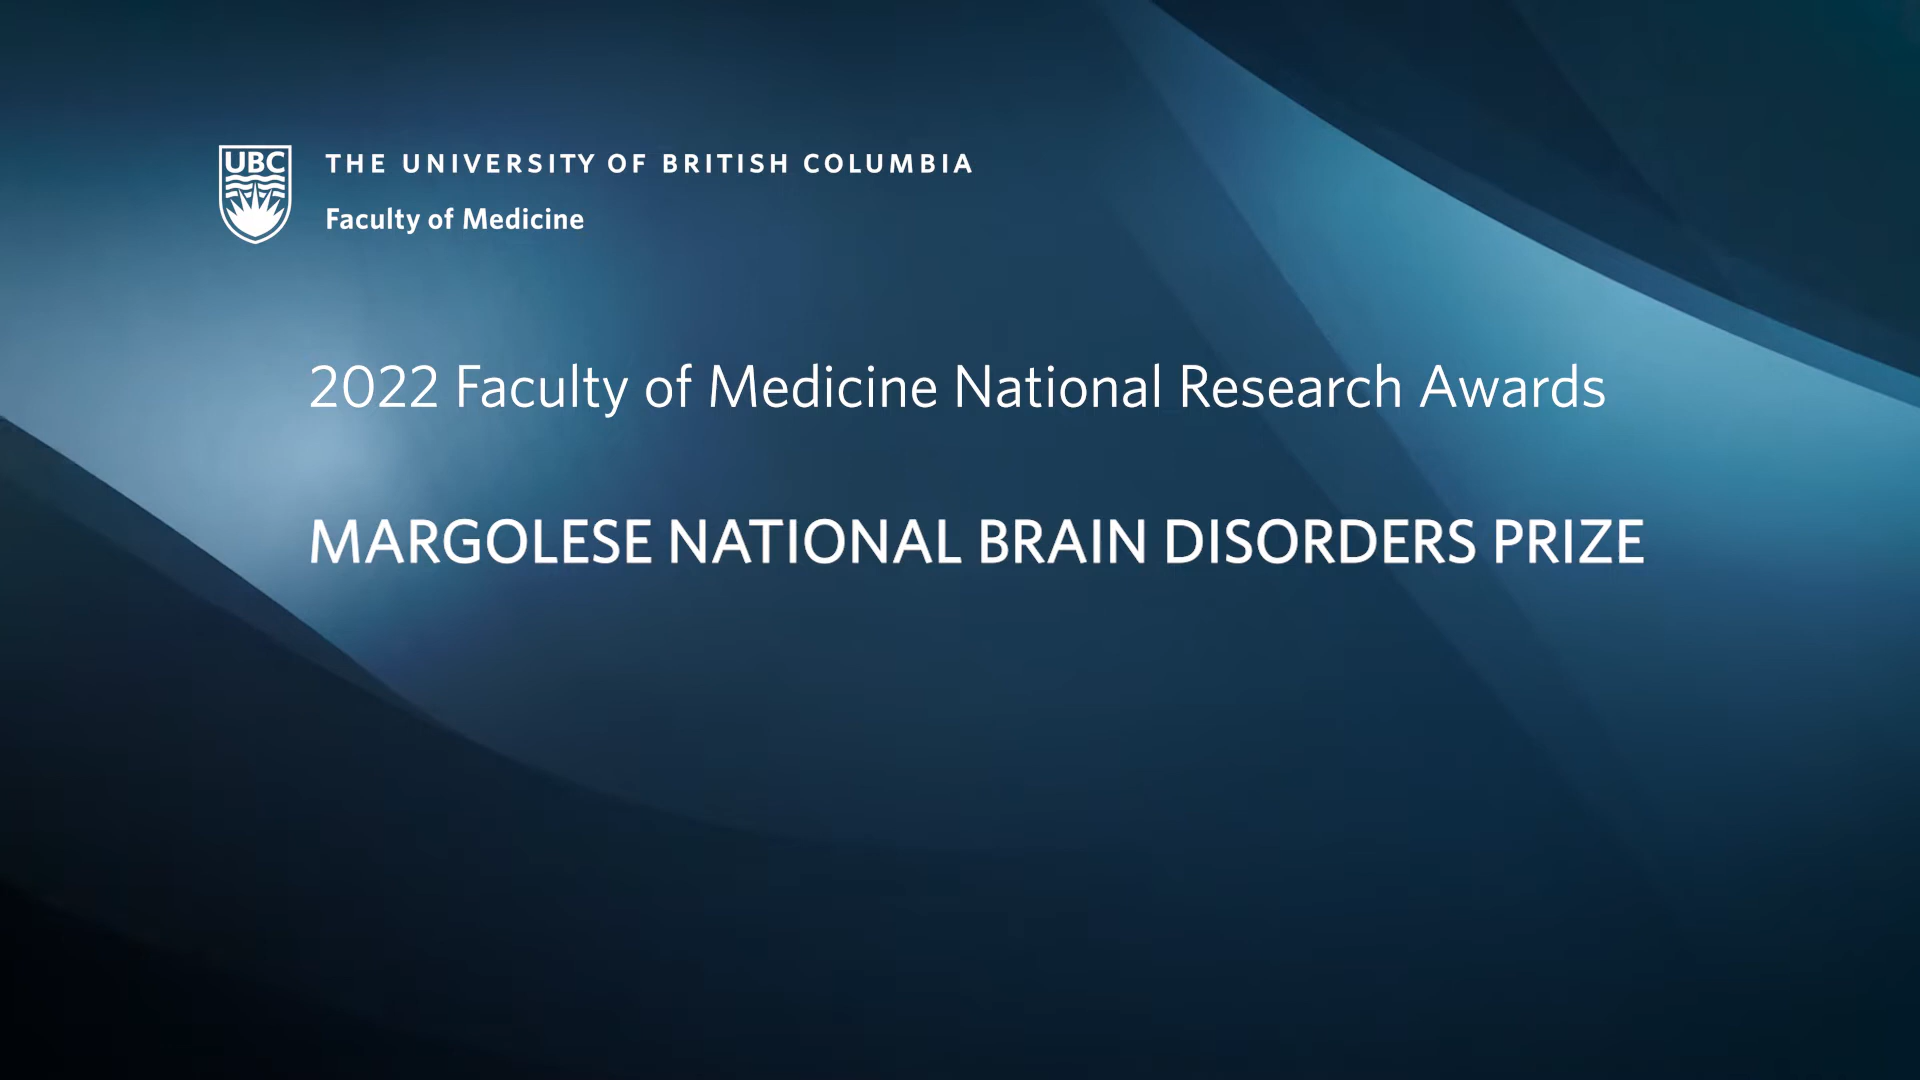 UBC
THE UNIVERSITY OF BRITISH COLUMBIA
Faculty of Medicine
2022 Faculty of Medicine National Research Awards
MARGOLESE NATIONAL BRAIN DISORDERS PRIZE